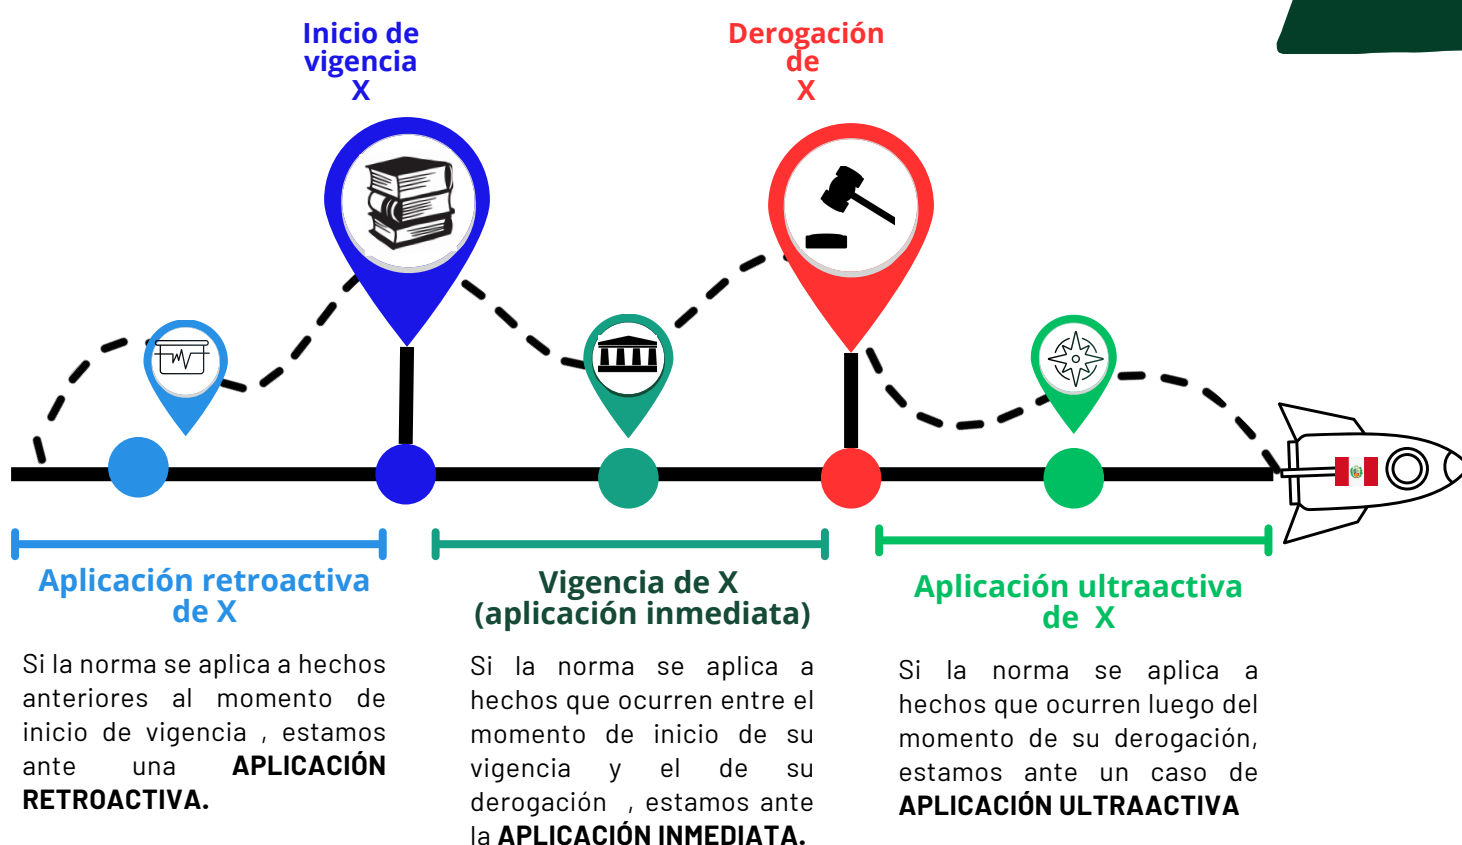 Inicio de
vigencia
X
Derogación
de
X
Aplicación retroactiva
de X
Si la norma se aplica a hechos
anteriores al momento de
inicio de vigencia , estamos
ante una APLICACIÓN
RETROACTIVA.
Vigencia de X
(aplicación inmediata)
Si la norma se aplica a
hechos que ocurren entre el
momento de inicio de su
vigencia y el de su
derogación , estamos ante
la APLICACIÓN INMEDIATA.
Aplicación ultraactiva
de X
Si la norma se aplica a
hechos que ocurren luego del
momento de su derogación,
estamos ante un caso de
APLICACIÓN ULTRAACTIVA